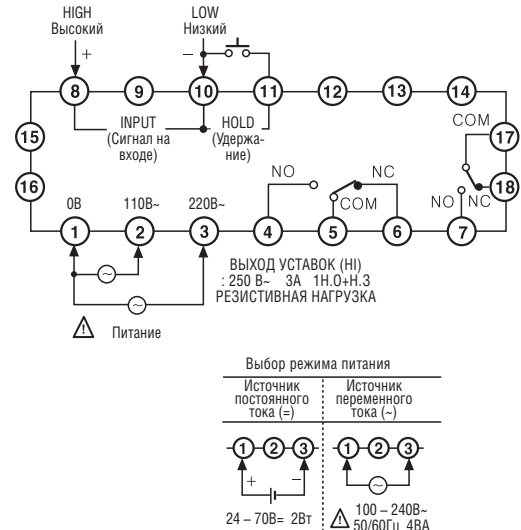 HIGH
Высокий
LOW
Низкий
+
−
8 9 10 11 12 13 14
INPUT
(Сигнал на
входе)
HOLD
(Удержа-
ние)
15
16
COM
17
18
NO NC
NO NC
COM
0В 110В~ 220В~
1 2 3 4 5 6 7
ВЫХОД УСТАВОК (HI)
: 250 В~ 3А 1Н.О+Н.З
РЕЗИСТИВНАЯ НАГРУЗКА
~
~
Питание
Выбор режима питания
Источник
постоянного
тока (=)
Источник
переменного
тока (~)
1 2 3
1 2 3
+ −
~
24 – 70В= 2Вт
100 – 240В~
50/60Гц 4ВА